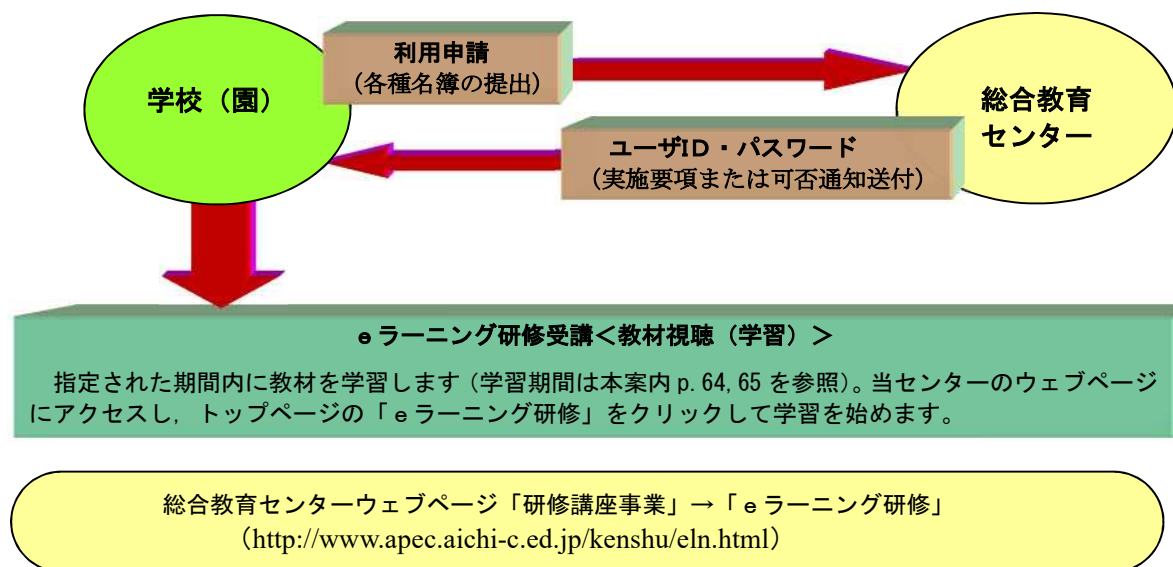 利用申請
（各種名簿の提出）
学校（園）
総合教育
センター
ユーザID・パスワード
（実施要項または可否通知送付）
eラーニング研修受講＜教材視聴（学習）＞
指定された期間内に教材を学習します（学習期間は本案内 p. 64, 65 を参照）。当センターのウェブページ
にアクセスし，トップページの「eラーニング研修」をクリックして学習を始めます。
総合教育センターウェブページ「研修講座事業」→「eラーニング研修」
（http://www.apec.aichi-c.ed.jp/kenshu/eln.html）